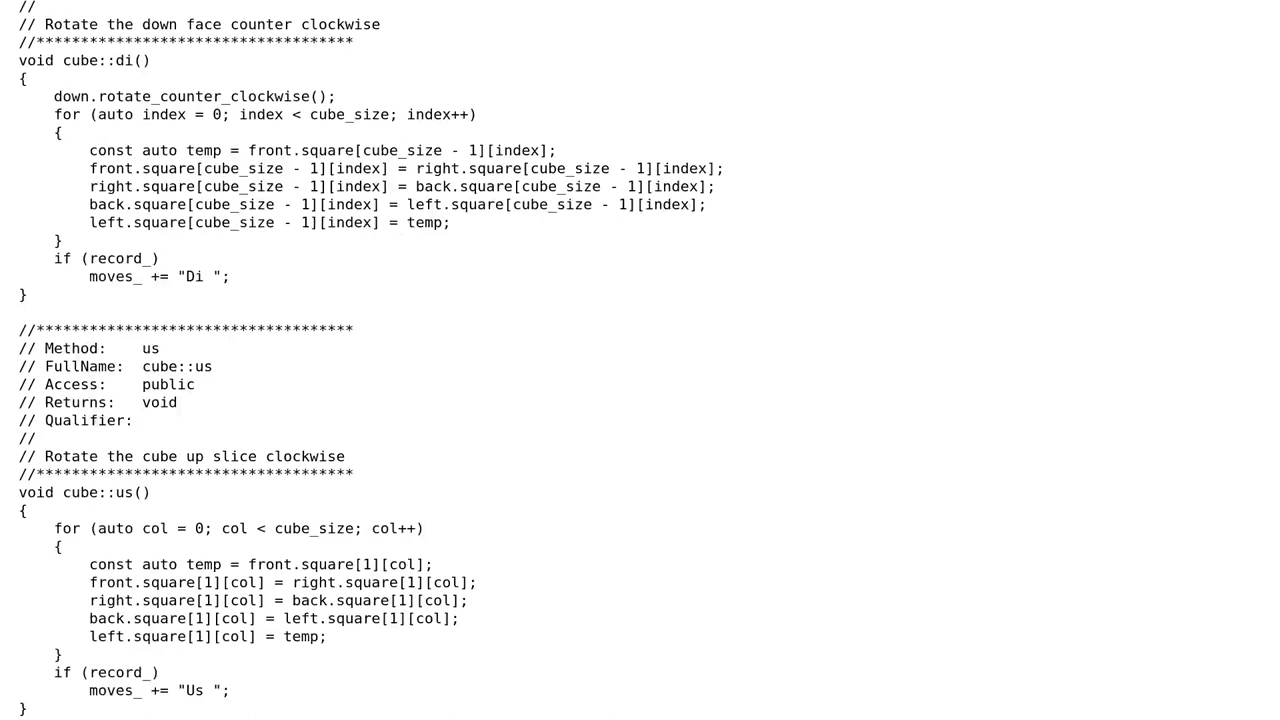 //
// Rotate the down face counter clockwise
//************************************
void cube::di()
{
    down.rotate_counter_clockwise();
    for (auto index = 0; index < cube_size; index++)
    {
        const auto temp = front.square[cube_size - 1][index];
        front.square[cube_size - 1][index] = right.square[cube_size - 1][index];
        right.square[cube_size - 1][index] = back.square[cube_size - 1][index];
        back.square[cube_size - 1][index] = left.square[cube_size - 1][index];
        left.square[cube_size - 1][index] = temp;
    }
    if (record_)
        moves_ += "Di ";
}

//************************************
// Method:    us
// FullName:  cube::us
// Access:    public
// Returns:   void
// Qualifier:
//
// Rotate the cube up slice clockwise
//************************************
void cube::us()
{
    for (auto col = 0; col < cube_size; col++)
    {
        const auto temp = front.square[1][col];
        front.square[1][col] = right.square[1][col];
        right.square[1][col] = back.square[1][col];
        back.square[1][col] = left.square[1][col];
        left.square[1][col] = temp;
    }
    if (record_)
        moves_ += "Us ";
}